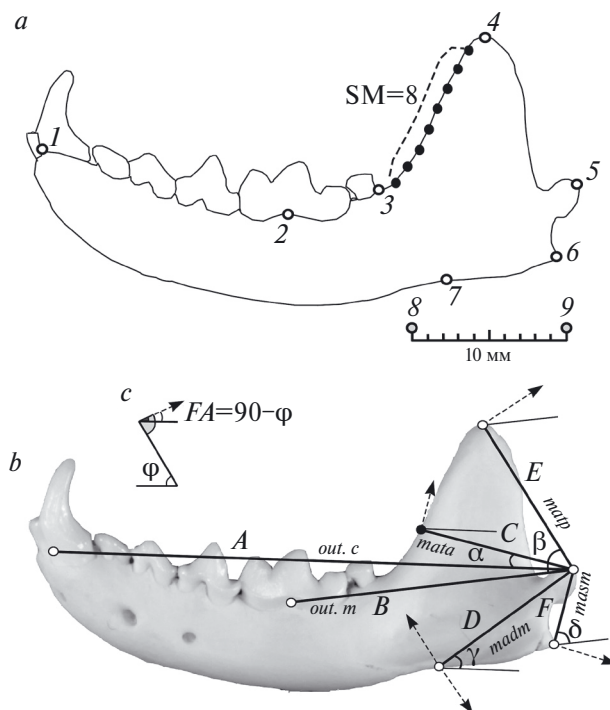 a
4
SM=8
1
5
3
2
6
7
8 9
10 мм
c
FA=90–φ
φ
b
E
matp
C
A
mata
β
out. c
α
out. m
B
F
masm
D
madm
δ
γ